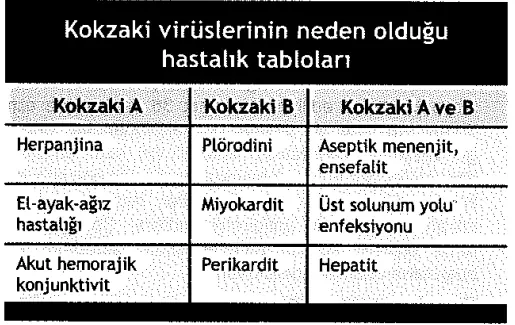 Kokzaki virüslerinin neden olduğu
hastalık tabloları
Kokzaki A
Kokzaki B
Kokzaki A ve B
Herpanjina
Plörodini
Aseptik menenjit,
ensefalit
El-ayak-ağız
hastalığı
Miyokardit
Üst solunum yolu
enfeksiyonu
Akut hemorajik
konjunktivit
Perikardit
Hepatit